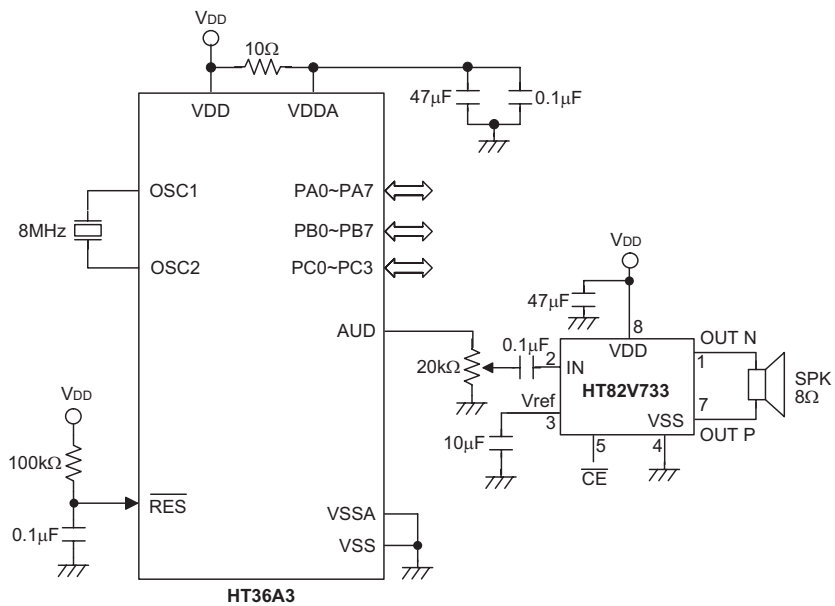 VDD
10Ω
VDD
VDDA
47μF
0.1μF
OSC1
PA0~PA7
8MHz
PB0~PB7
OSC2
PC0~PC3
VDD
47μF
AUD
8
OUT N
0.1μF
VDD
1
20kΩ
2
IN
HT82V733
SPK
8Ω
VDD
Vref
VSS
7
3
OUT P
10μF
5
4
100kΩ
CE
RES
VSSA
0.1μF
VSS
HT36A3